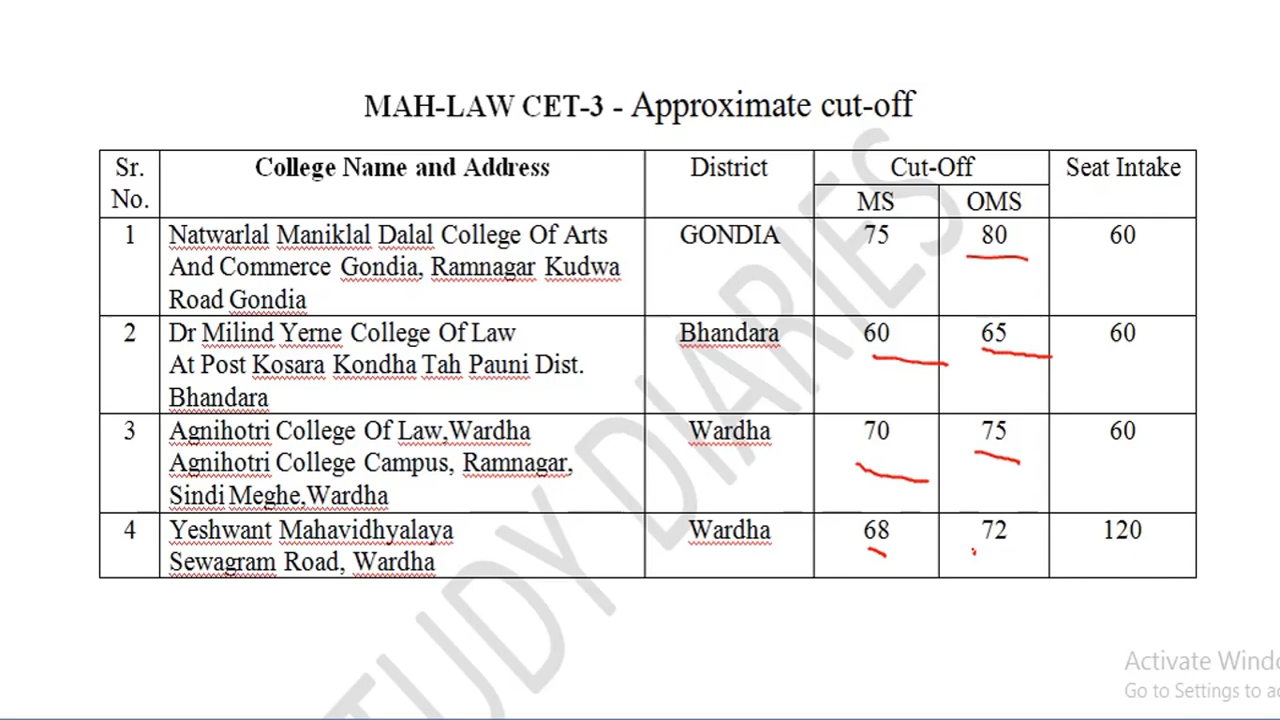 MAH-LAW CET-3 - Approximate cut-off
Sr. No. College Name and Address District Cut-Off Seat Intake
MS OMS
1 Natwarlal Maniklal Dalal College Of Arts GONDIA 75 80 60
And Commerce Gondia, Ramnagar Kudwa
Road Gondia
2 Dr Milind Yerne College Of Law Bhandara 60 65 60
At Post Kosara Kondha Tah Pauni Dist.
Bhandara
3 Agnihotri College Of Law,Wardha Wardha 70 75 60
Agnihotri College Campus, Ramnagar,
Sindi Meghe,Wardha
4 Yeshwant Mahavidhyalaya Wardha 68 72 120
Sewagram Road, Wardha
TUDY DIARIES
Activate Windo
Go to Settings to ac